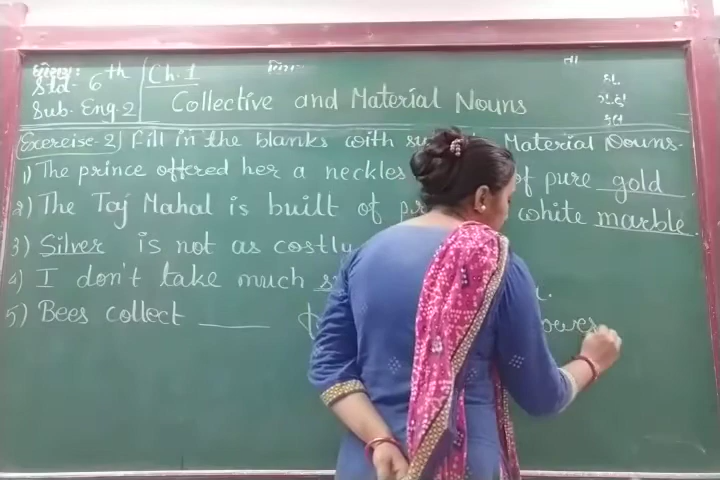 Std- 6th Ch.1
Sub- Eng-2 Collective and Material Nouns
Exercise-2) Fill in the blanks with Material Nouns-
1) The prince offered her a neckles of pure gold
2) The Taj Mahal is built of white marble.
3) Silver is not as costly
4) I don't take much
5) Bees collect ____